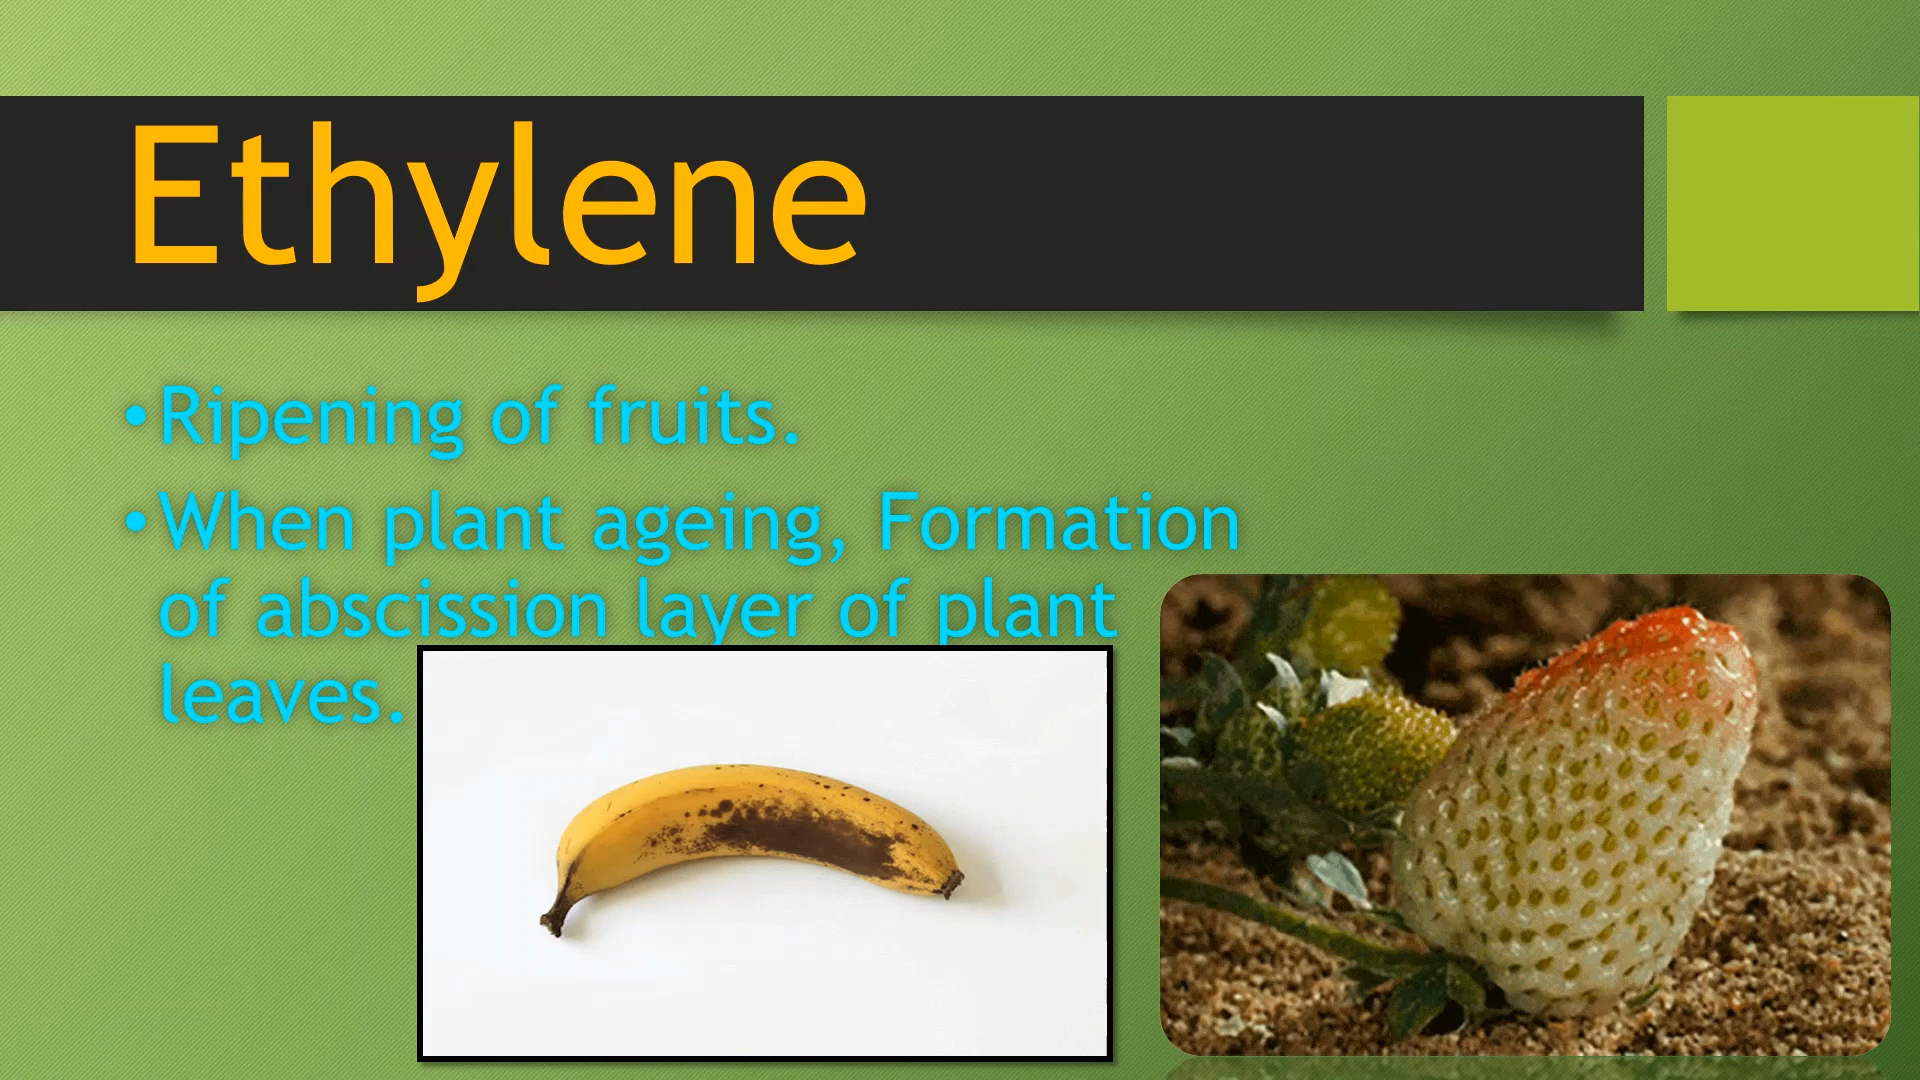 Ethylene
•Ripening of fruits.
•When plant ageing, Formation
of abscission layer of plant
leaves.